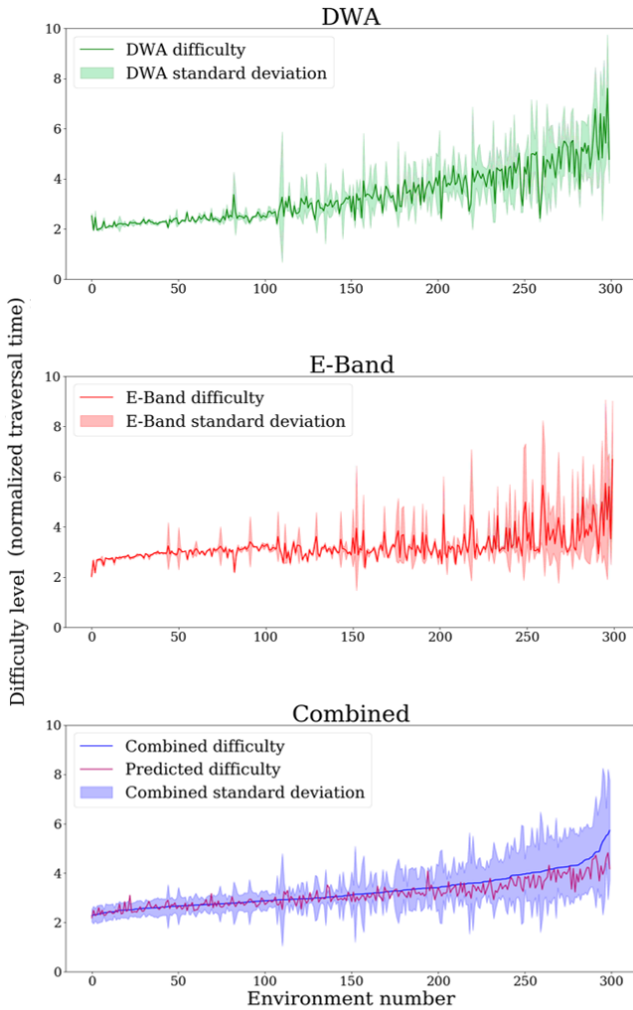 DWA
10
8
6
4
2
0
DWA difficulty
DWA standard deviation
0 50 100 150 200 250 300
Difficulty level (normalized traversal time)
E-Band
10
8
6
4
2
0
E-Band difficulty
E-Band standard deviation
0 50 100 150 200 250 300
Combined
10
8
6
4
2
0
Combined difficulty
Predicted difficulty
Combined standard deviation
0 50 100 150 200 250 300
Environment number